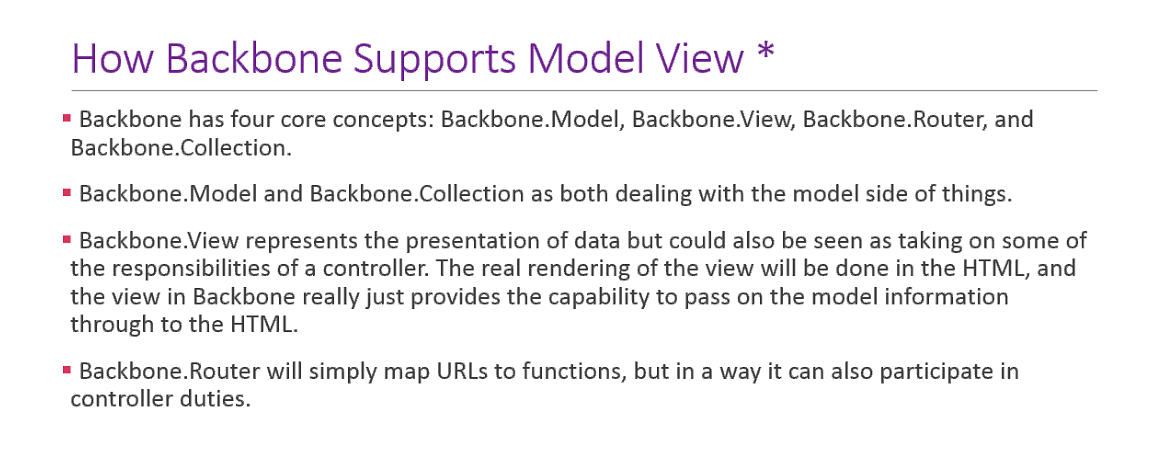 How Backbone Supports Model View *
▪ Backbone has four core concepts: Backbone.Model, Backbone.View, Backbone.Router, and
Backbone.Collection.
▪ Backbone.Model and Backbone.Collection as both dealing with the model side of things.
▪ Backbone.View represents the presentation of data but could also be seen as taking on some of
the responsibilities of a controller. The real rendering of the view will be done in the HTML, and
the view in Backbone really just provides the capability to pass on the model information
through to the HTML.
▪ Backbone.Router will simply map URLs to functions, but in a way it can also participate in
controller duties.